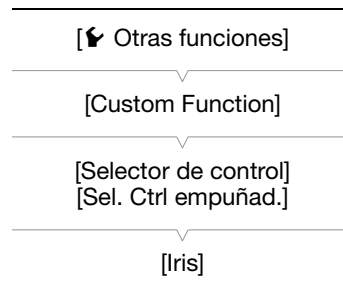 [ Otras funciones]
[Custom Function]
[Selector de control]
[Sel. Ctrl empuñad.]
[Iris]